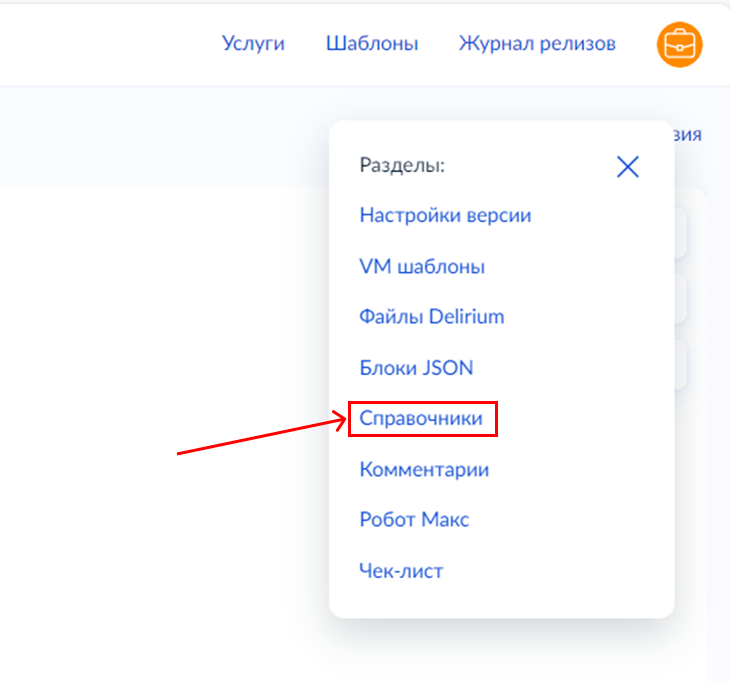 Услуги Шаблоны Журнал релизов
Разделы:
Настройки версии
VM шаблоны
Файлы Delirium
Блоки JSON
Справочники
Комментарии
Робот Макс
Чек-лист